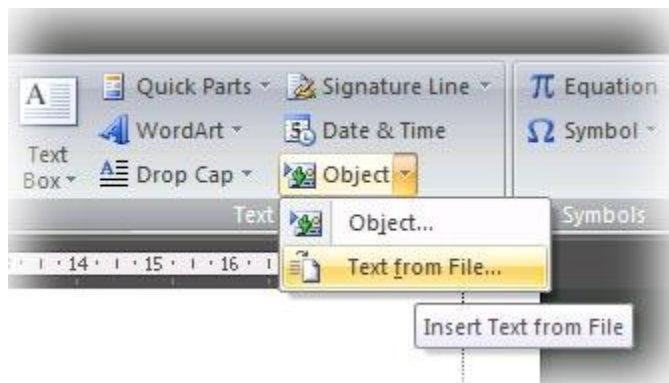 A
Text
Box
Quick Parts
WordArt
A Drop Cap
Signature Line
5 Date & Time
Object
Text
π Equation
Ω Symbol
Symbols
Object...
Text from File...
14 15 16
Insert Text from File